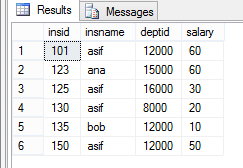 Results Messages
insid insname deptid salary
1 101 asif 12000 60
2 123 ana 15000 60
3 125 asif 16000 30
4 130 asif 8000 20
5 135 bob 12000 10
6 150 asif 12000 50